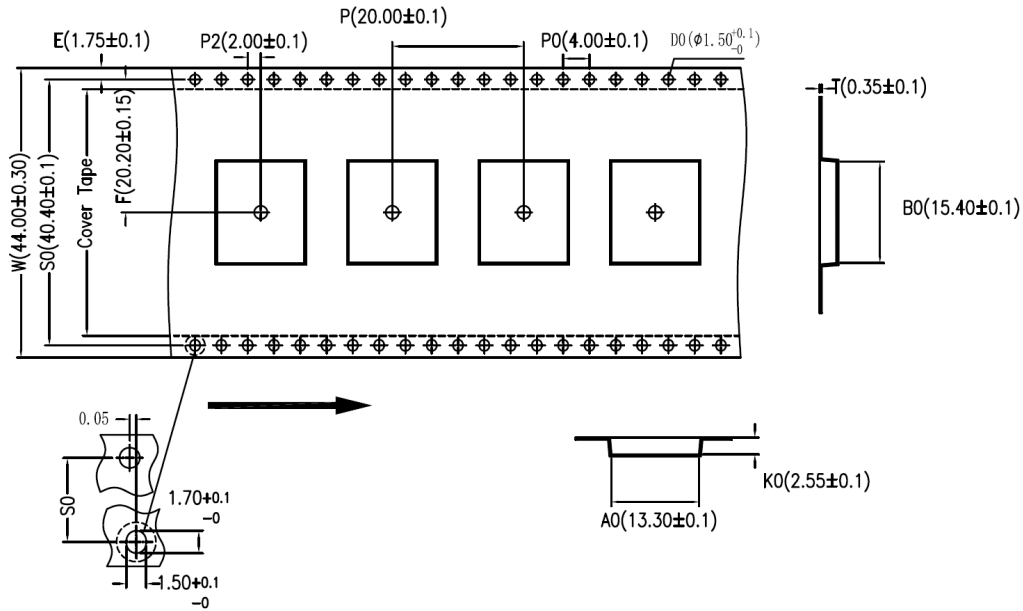 P(20.00±0.1)
E(1.75±0.1)
P2(2.00±0.1)
P0(4.00±0.1)
D0(ϕ1.50+0.1
-0)
T(0.35±0.1)
W(44.00±0.30)
S0(40.40±0.1)
Cover Tape
F(20.20±0.15)
B0(15.40±0.1)
0.05
S0
1.70+0.1
-0
1.50+0.1
-0
K0(2.55±0.1)
A0(13.30±0.1)